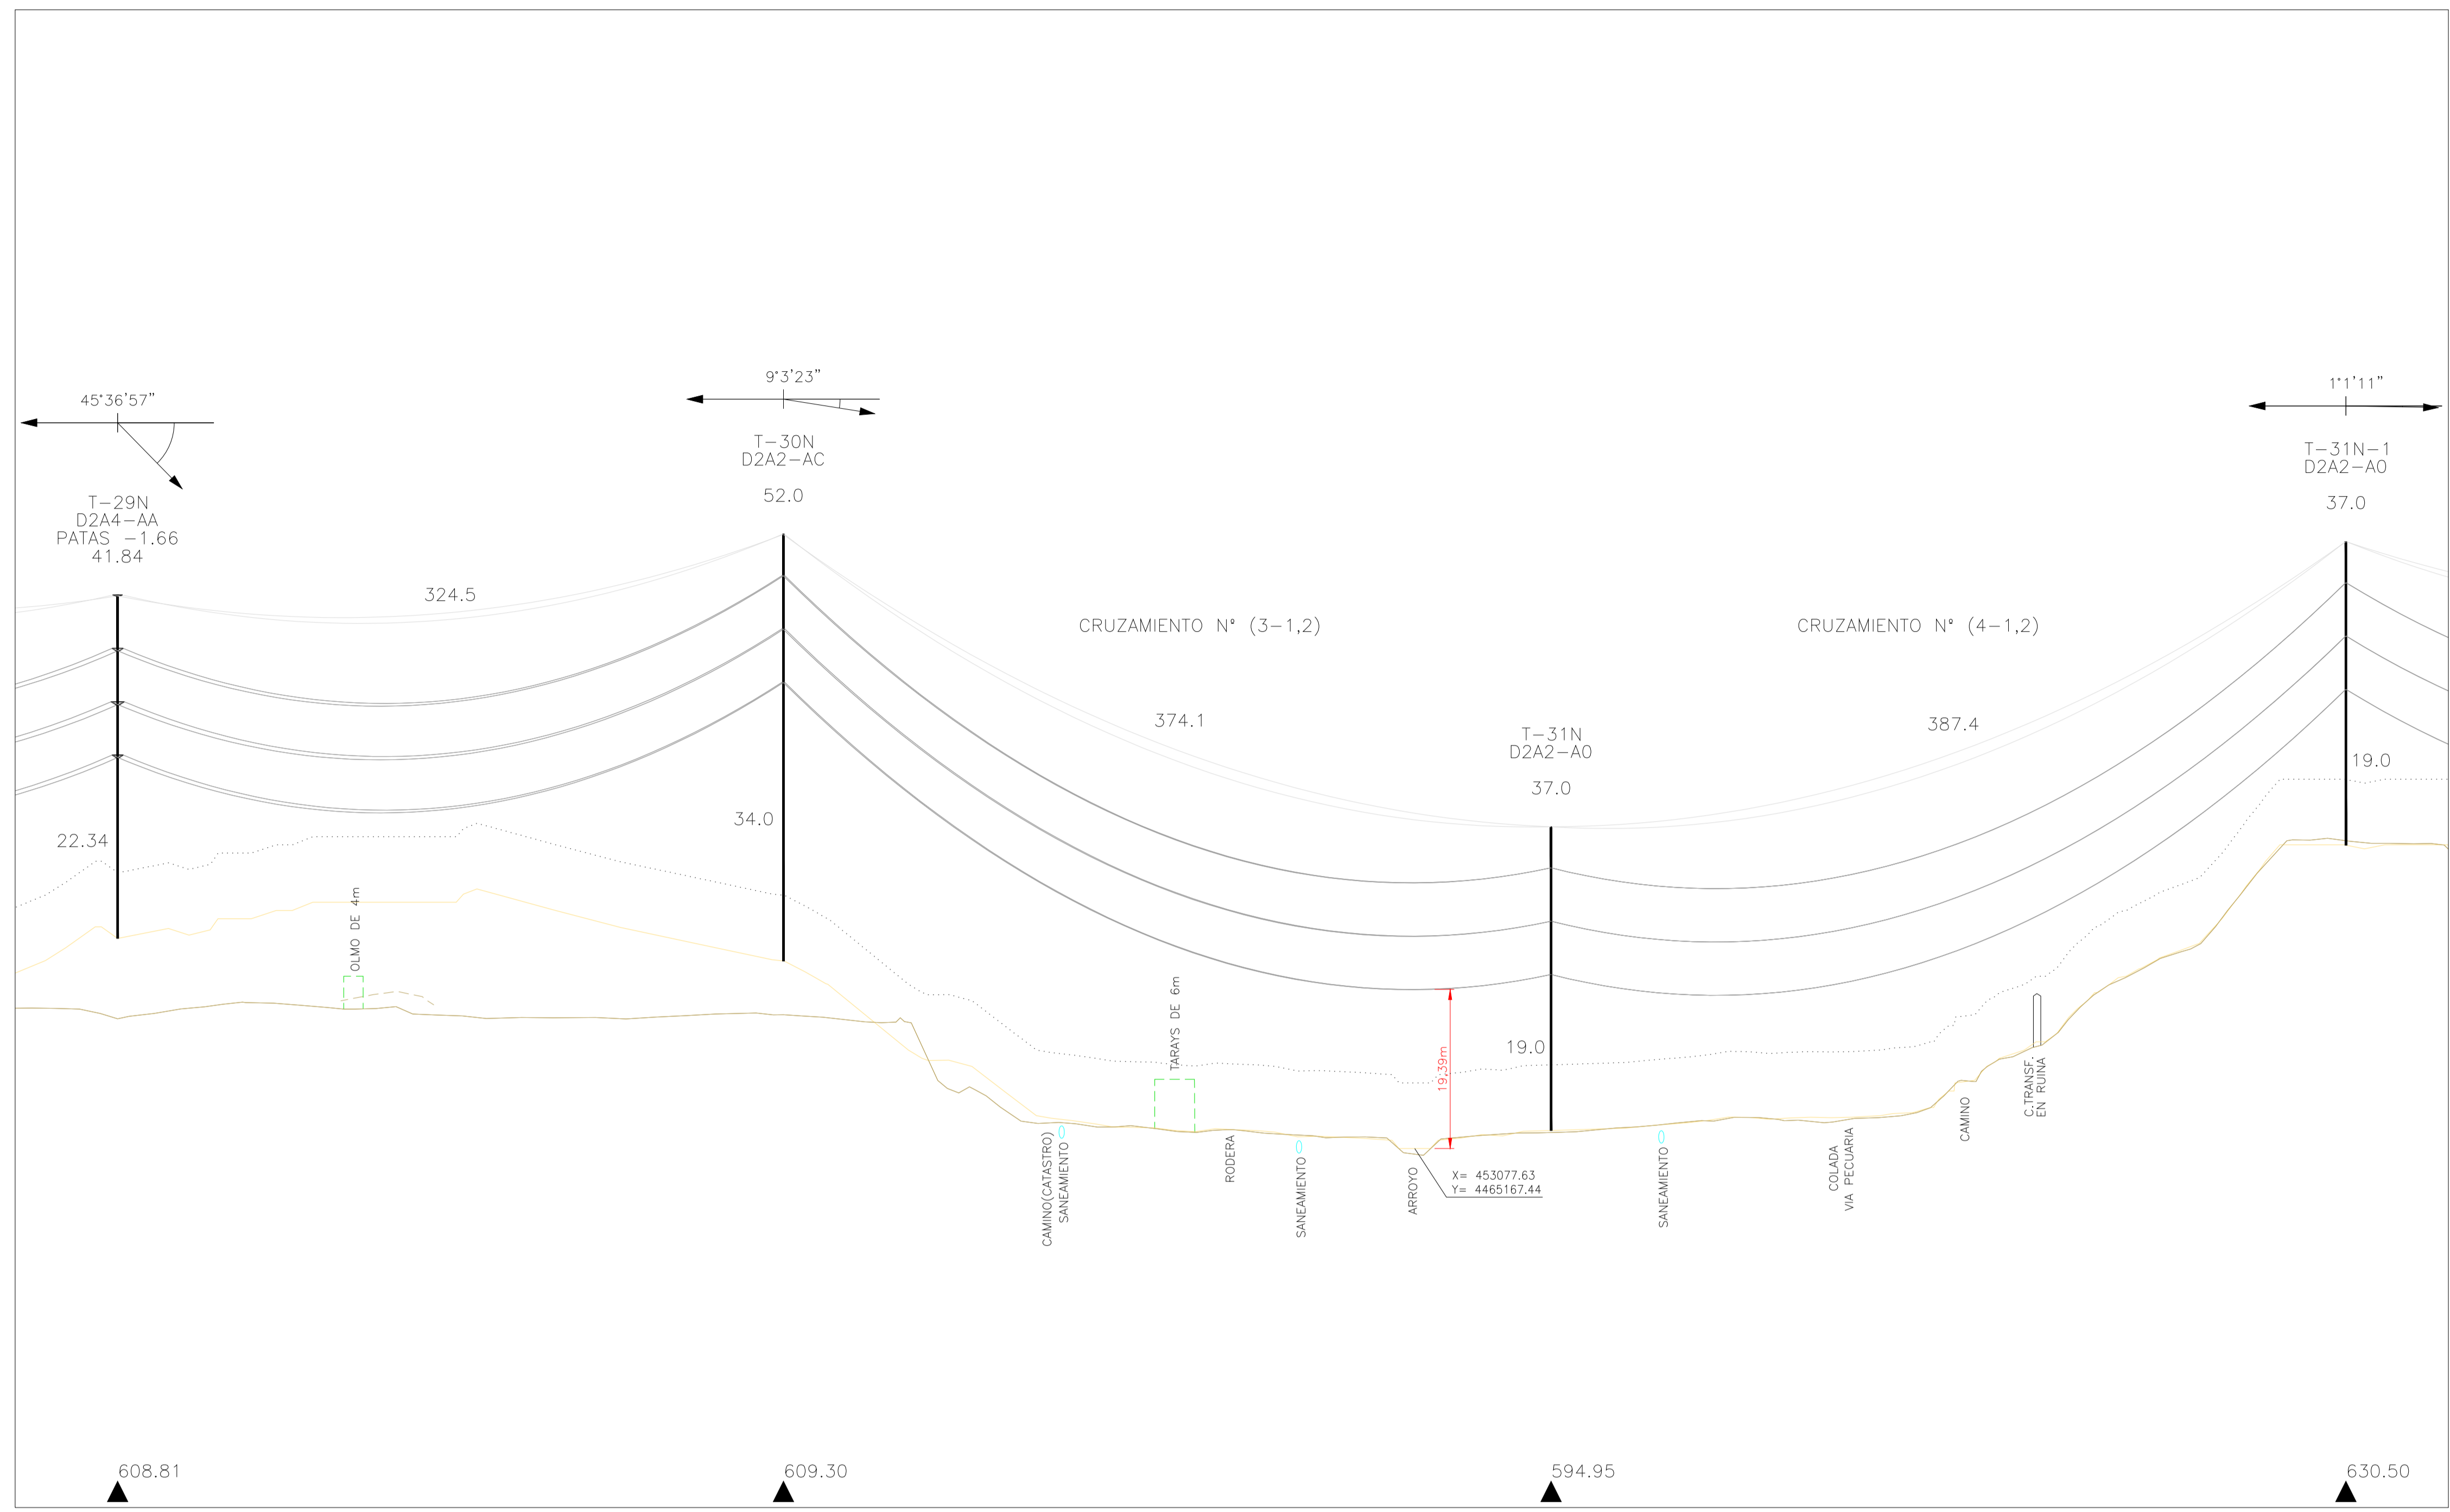 45°36'57"
9°3'23"
1°1'11"
T-29N
D2A4-AA
PATAS -1.66
41.84
T-30N
D2A2-AC
52.0
T-31N-1
D2A2-A0
37.0
324.5
CRUZAMIENTO Nº (3-1,2)
CRUZAMIENTO Nº (4-1,2)
374.1
387.4
T-31N
D2A2-A0
37.0
19.0
22.34
34.0
OLMO DE 4m
TARAYS DE 6m
19.39m
19.0
CAMINO(CATASTRO)
SANEAMIENTO
RODERA
SANEAMIENTO
ARROYO
X= 453077.63
Y= 4465167.44
SANEAMIENTO
COLADA
VIA PECUARIA
CAMINO
C.TRANSF.
EN RUINA
608.81
609.30
594.95
630.50